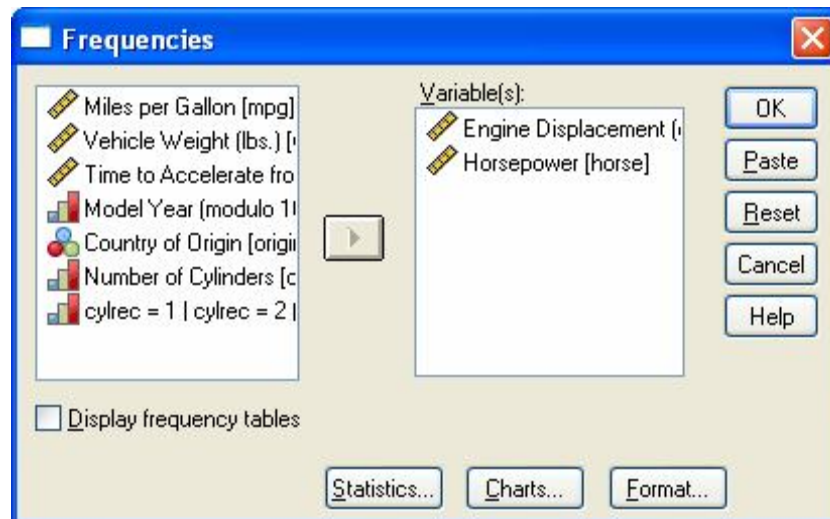 Frequencies
Miles per Gallon [mpg]
Vehicle Weight (lbs.) [
Time to Accelerate fro
Model Year (modulo 1
Country of Origin [origi
Number of Cylinders [c
cylrec = 1 | cylrec = 2 |
Display frequency tables
Variable(s):
Engine Displacement (
Horsepower [horse]
OK
Paste
Reset
Cancel
Help
Statistics...
Charts...
Format...